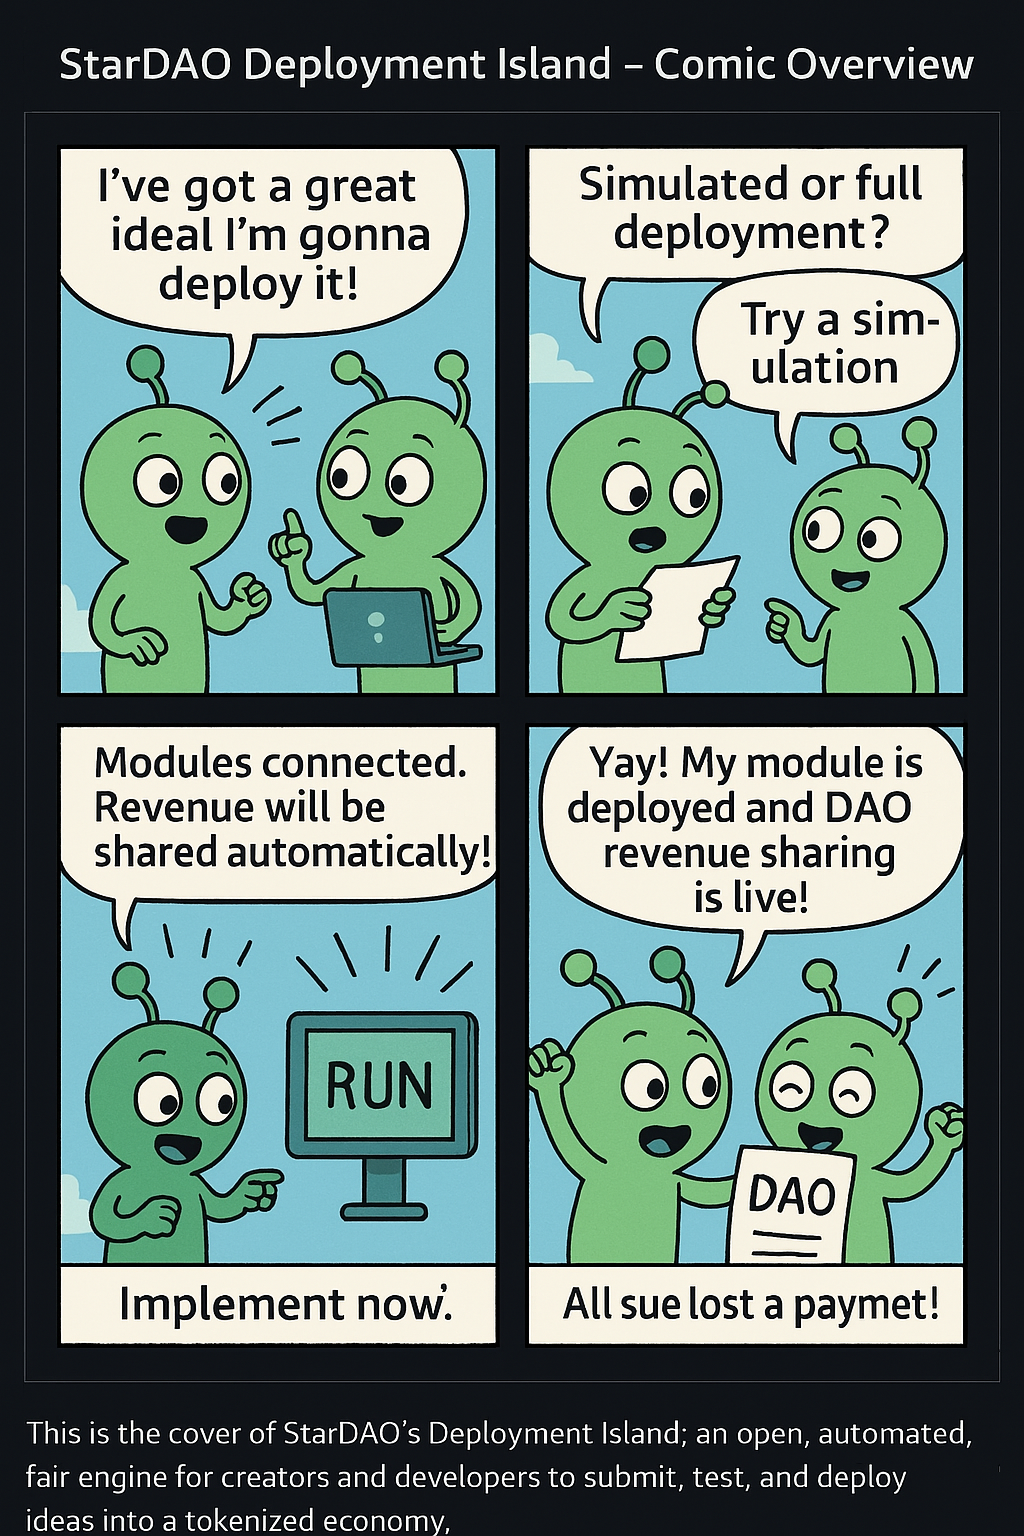 StarDAO Deployment Island – Comic Overview
I've got a great
ideal I'm gonna
deploy it!
Simulated or full
deployment?
Try a sim-
ulation
Modules connected.
Revenue will be
shared automatically!
RUN
Implement now'.
Yay! My module is
deployed and DAO
revenue sharing
is live!
DAO
All sue lost a paymet!
This is the cover of StarDAO's Deployment Island; an open, automated,
fair engine for creators and developers to submit, test, and deploy
ideas into a tokenized economy,